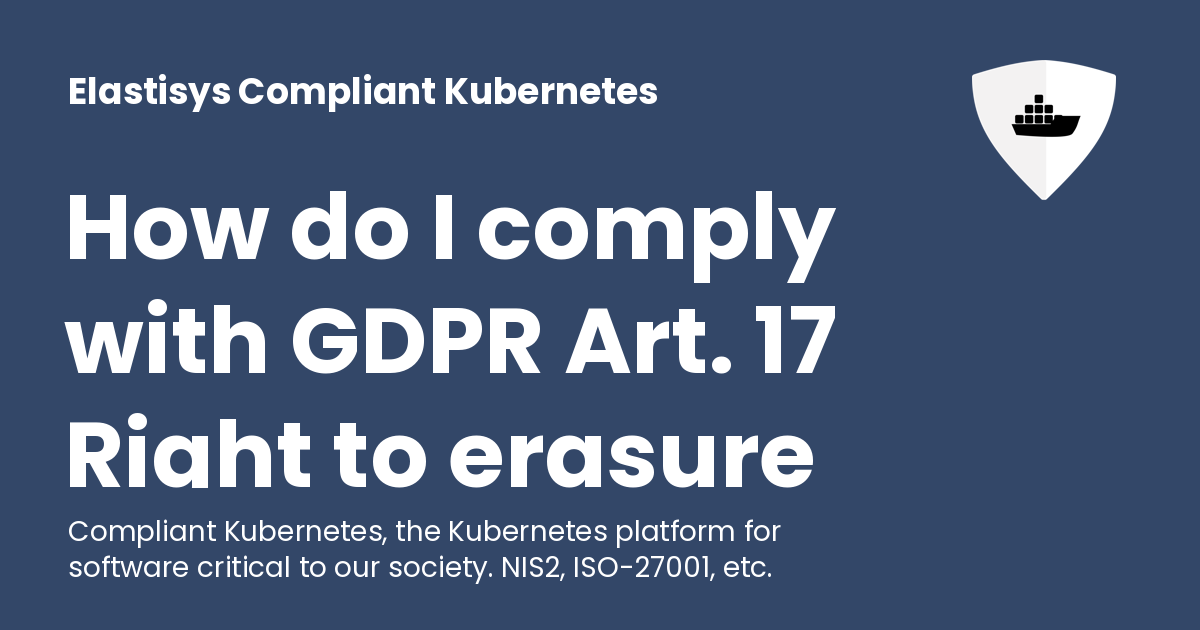 Elastisys Compliant Kubernetes
How do I comply
with GDPR Art. 17
Right to erasure
Compliant Kubernetes, the Kubernetes platform for
software critical to our society. NIS2, ISO-27001, etc.